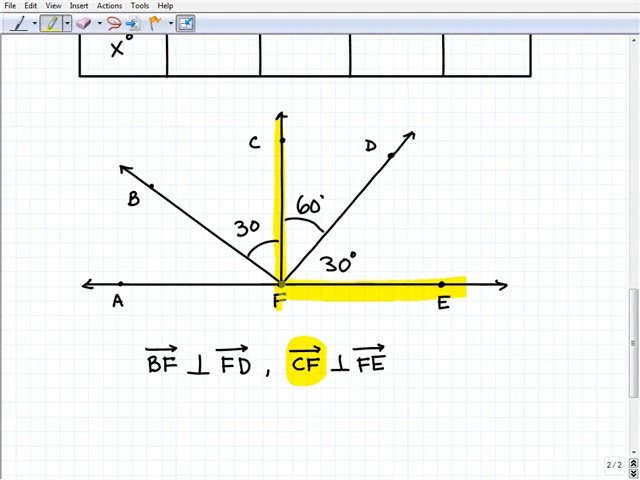 File Edit View Insert Actions Tools Help
X°
C
D
B
60°
30
30°
A
F
E
BF ⊥ FD , CF ⊥ FE
2 / 2